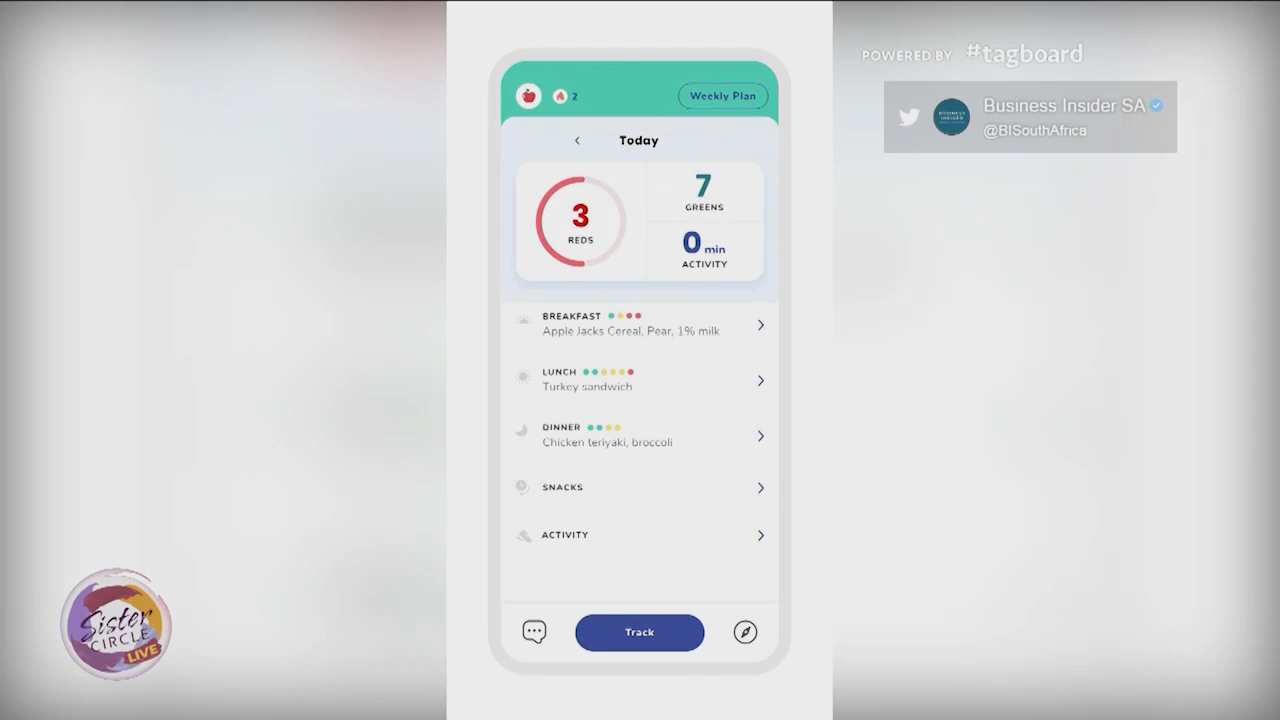 POWERED BY #tagboard
Business Insider SA
@BISouthAfrica
2
Weekly Plan
Today
3
REDS
7
GREENS
0 min
ACTIVITY
BREAKFAST
Apple Jacks Cereal, Pear, 1% milk
LUNCH
Turkey sandwich
DINNER
Chicken teriyaki, broccoli
SNACKS
ACTIVITY
Track
Sister
CIRCLE
LIVE